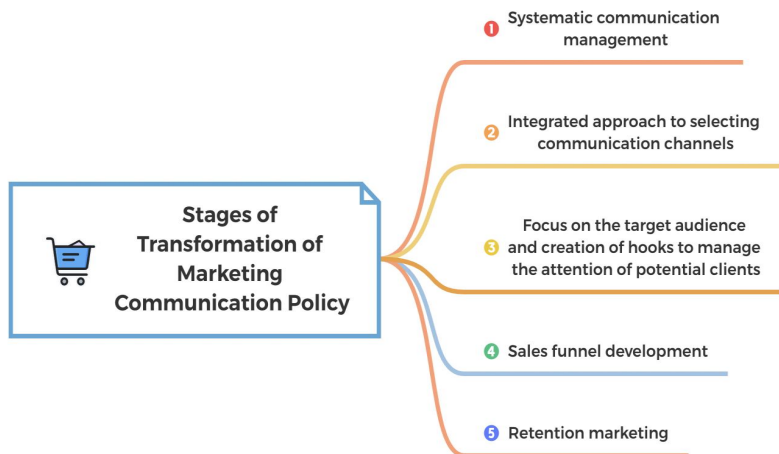 Stages of
Transformation of
Marketing
Communication Policy
1 Systematic communication
management
2 Integrated approach to selecting
communication channels
Focus on the target audience
3 and creation of hooks to manage
the attention of potential clients
4 Sales funnel development
5 Retention marketing